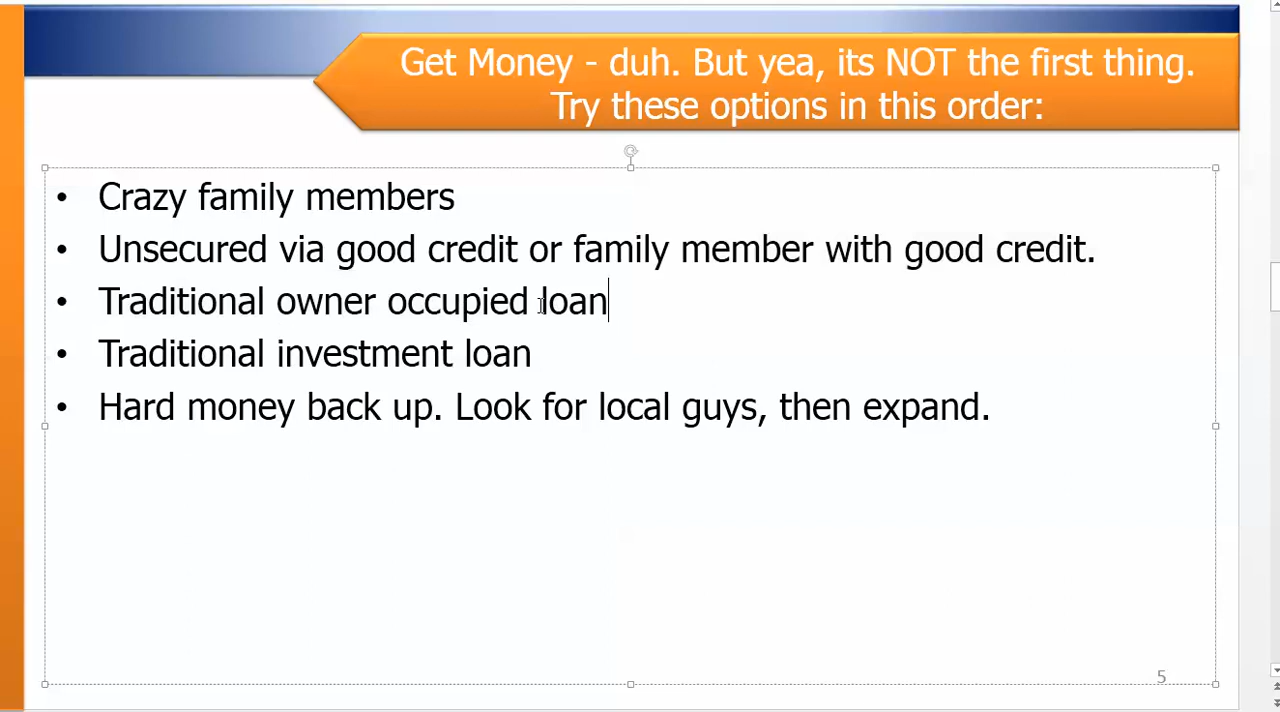 Get Money - duh. But yea, its NOT the first thing.
Try these options in this order:
• Crazy family members
• Unsecured via good credit or family member with good credit.
• Traditional owner occupied loan
• Traditional investment loan
• Hard money back up. Look for local guys, then expand.
5